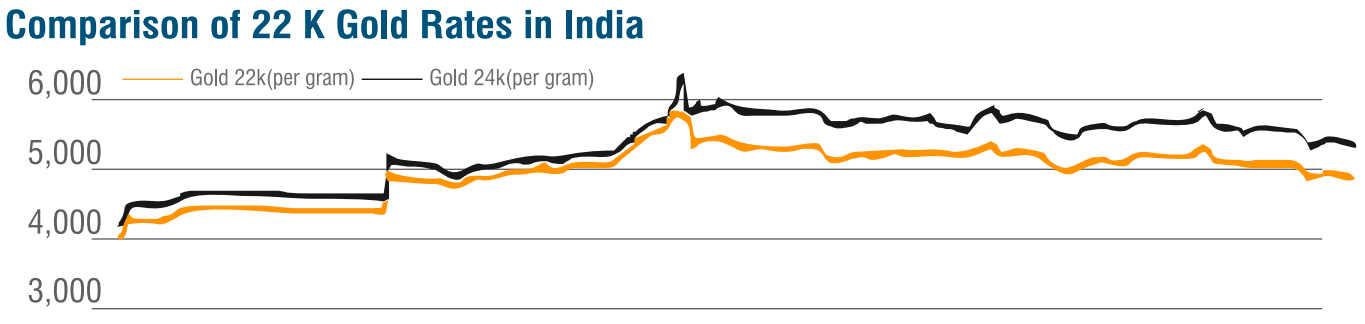 Comparison of 22 K Gold Rates in India
6,000
Gold 22k(per gram) Gold 24k(per gram)
5,000
4,000
3,000